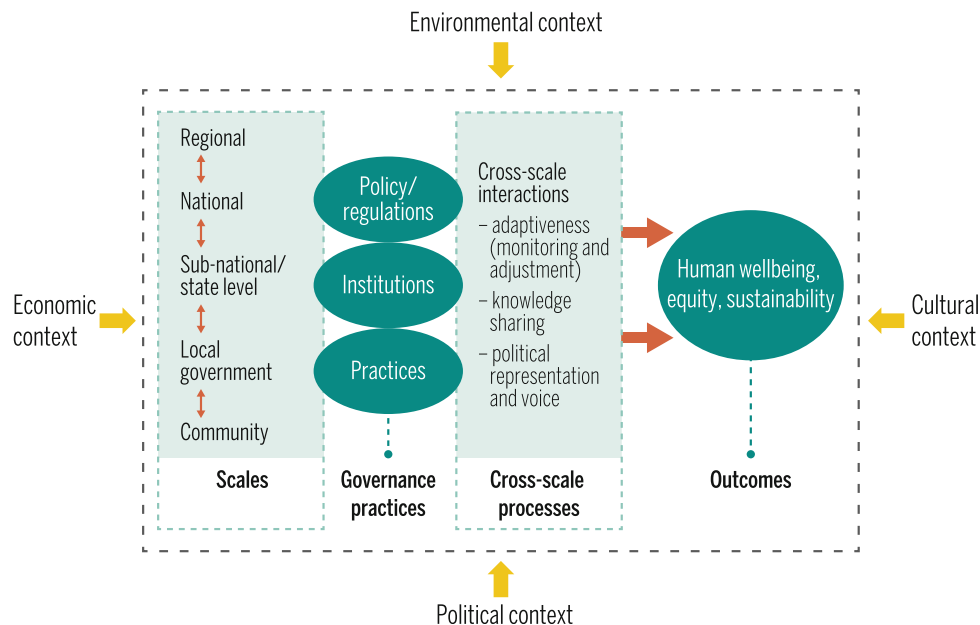 Environmental context
Regional
National
Sub-national/
state level
Local
government
Community
Scales
Policy/
regulations
Institutions
Practices
Governance
practices
Cross-scale
interactions
– adaptiveness
(monitoring and
adjustment)
– knowledge
sharing
– political
representation
and voice
Cross-scale
processes
Human wellbeing,
equity, sustainability
Outcomes
Economic
context
Cultural
context
Political context